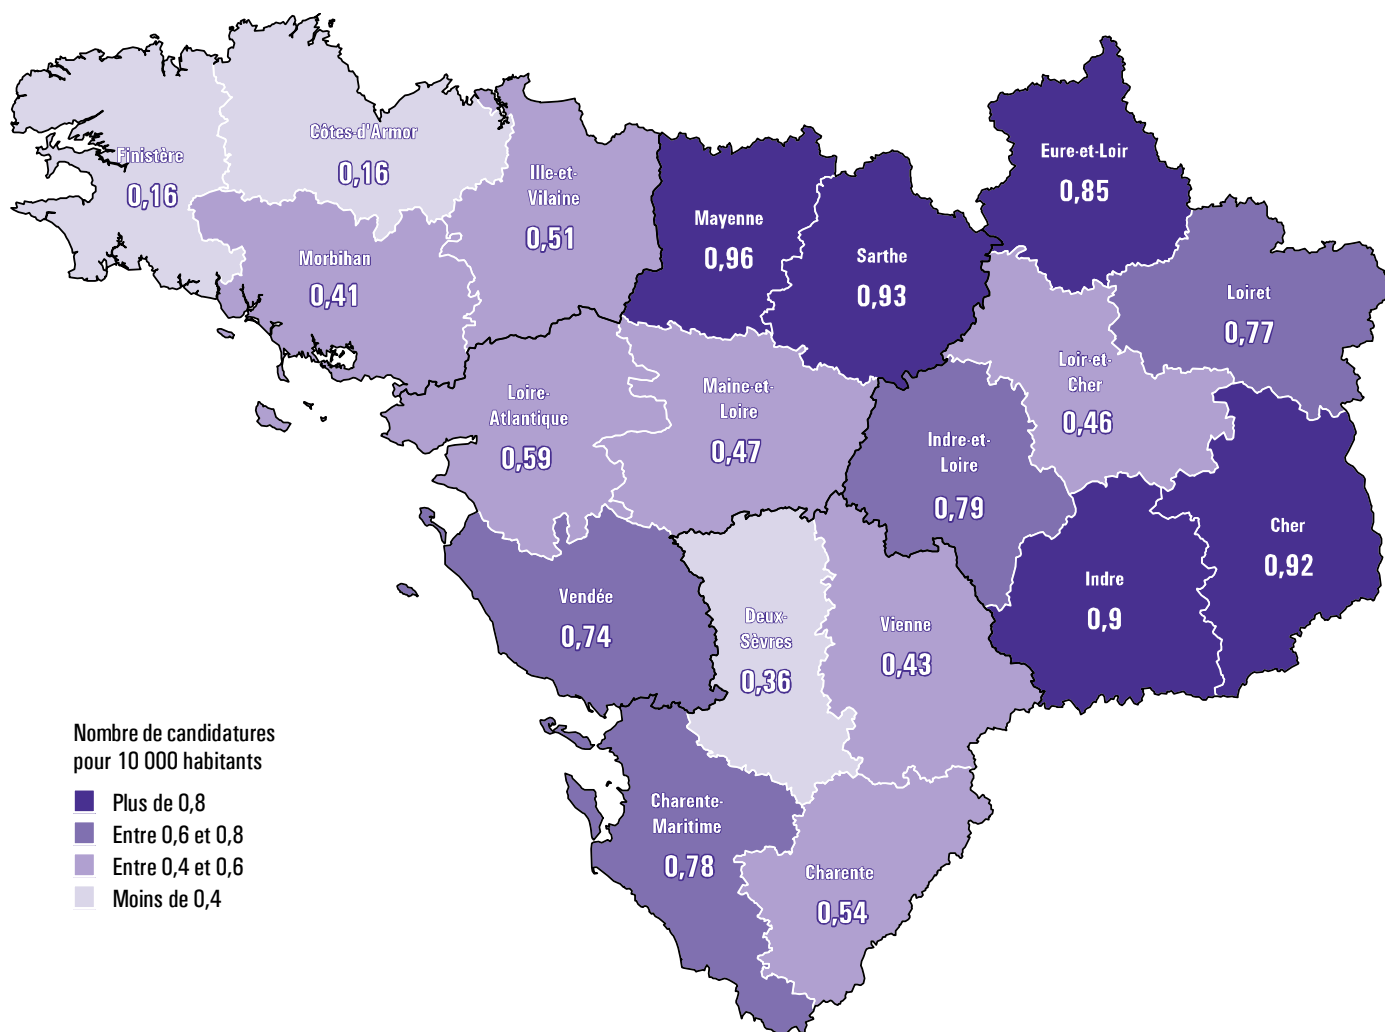 Finistère
0,16
Côtes-d'Armor
0,16
Ille-et-
Vilaine
0,51
Morbihan
0,41
Mayenne
0,96
Sarthe
0,93
Eure-et-Loir
0,85
Loiret
0,77
Loir-et-
Cher
0,46
Loire-
Atlantique
0,59
Maine-et-
Loire
0,47
Indre-et-
Loire
0,79
Cher
0,92
Indre
0,9
Vendée
0,74
Deux-
Sèvres
0,36
Vienne
0,43
Charente-
Maritime
0,78
Charente
0,54
Nombre de candidatures
pour 10 000 habitants
Plus de 0,8
Entre 0,6 et 0,8
Entre 0,4 et 0,6
Moins de 0,4